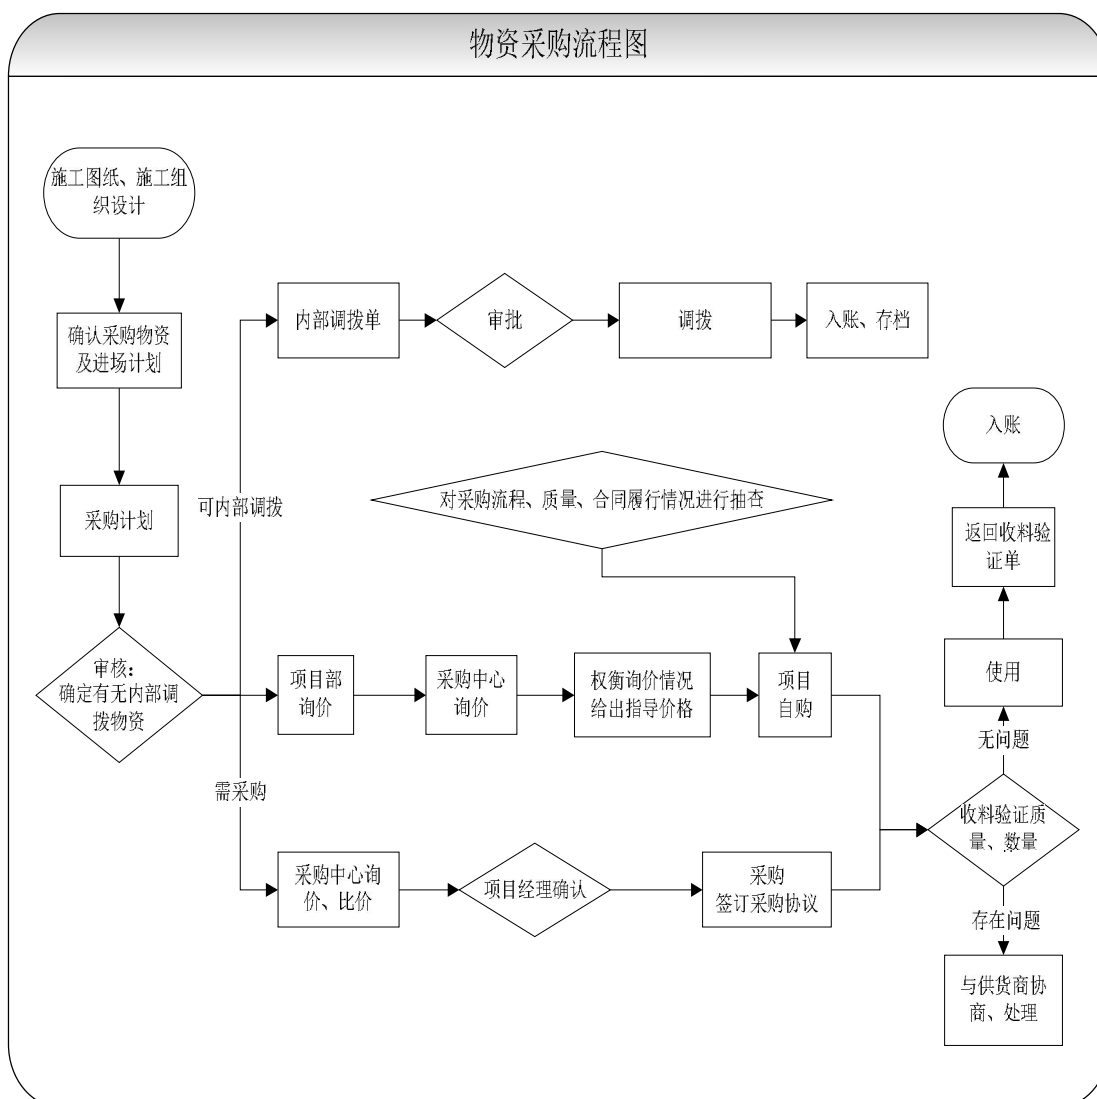 物资采购流程图
施工图纸、施工组
织设计
确认采购物资
及进场计划
采购计划
审核：
确定有无内部调
拨物资
可内部调拨
需采购
内部调拨单
审批
调拨
入账、存档
对采购流程、质量、合同履行情况进行抽查
项目部
询价
采购中心
询价
权衡询价情况
给出指导价格
项目
自购
采购中心询
价、比价
项目经理确认
采购
签订采购协议
入账
返回收料验
证单
使用
无问题
收料验证质
量、数量
存在问题
与供货商协
商、处理